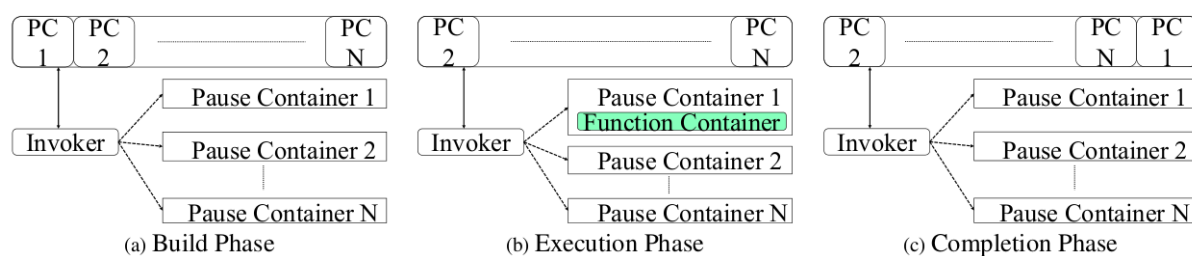 PC
1
PC
2
PC
N
Pause Container 1
Invoker
Pause Container 2
Pause Container N
(a) Build Phase
PC
2
PC
N
Pause Container 1
Function Container
Invoker
Pause Container 2
Pause Container N
(b) Execution Phase
PC
2
PC
N
PC
1
Pause Container 1
Invoker
Pause Container 2
Pause Container N
(c) Completion Phase